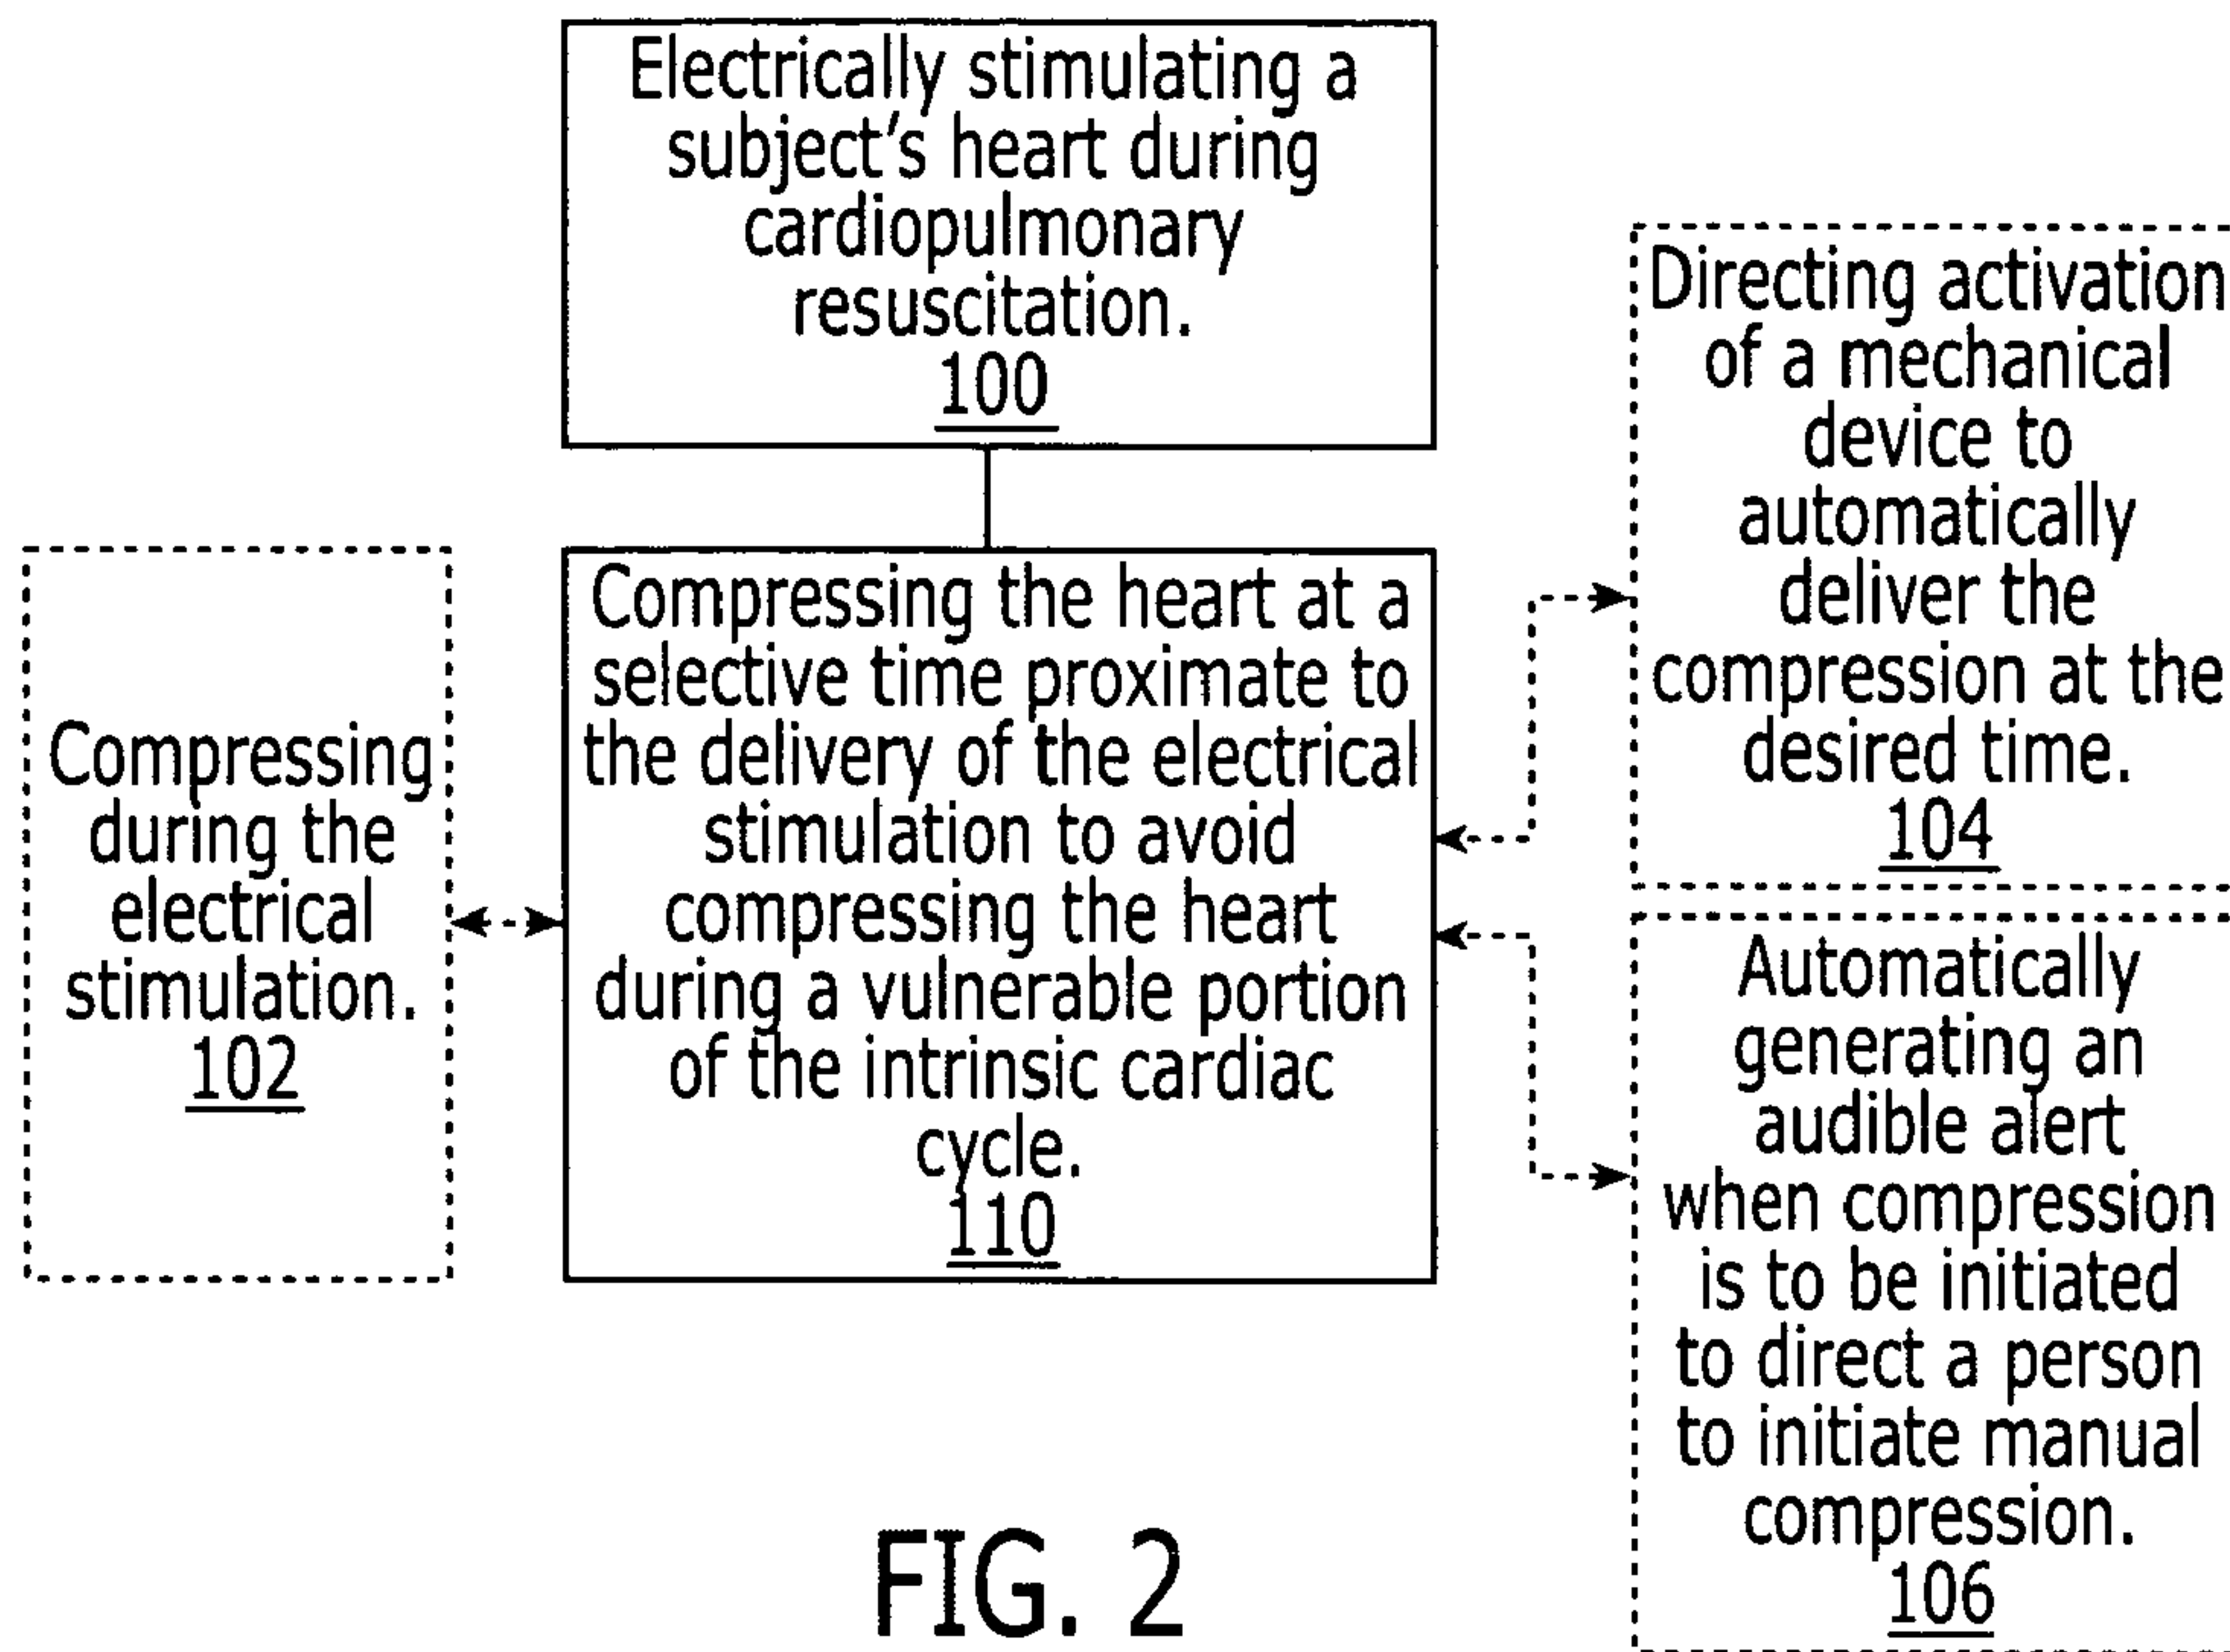 Electrically stimulating a
subject's heart during
cardiopulmonary
resuscitation.
100
Compressing
during the
electrical
stimulation.
102
Compressing the heart at a
selective time proximate to
the delivery of the electrical
stimulation to avoid
compressing the heart
during a vulnerable portion
of the intrinsic cardiac
cycle.
110
Directing activation
of a mechanical
device to
automatically
deliver the
compression at the
desired time.
104
Automatically
generating an
audible alert
when compression
is to be initiated
to direct a person
to initiate manual
compression.
106
FIG. 2